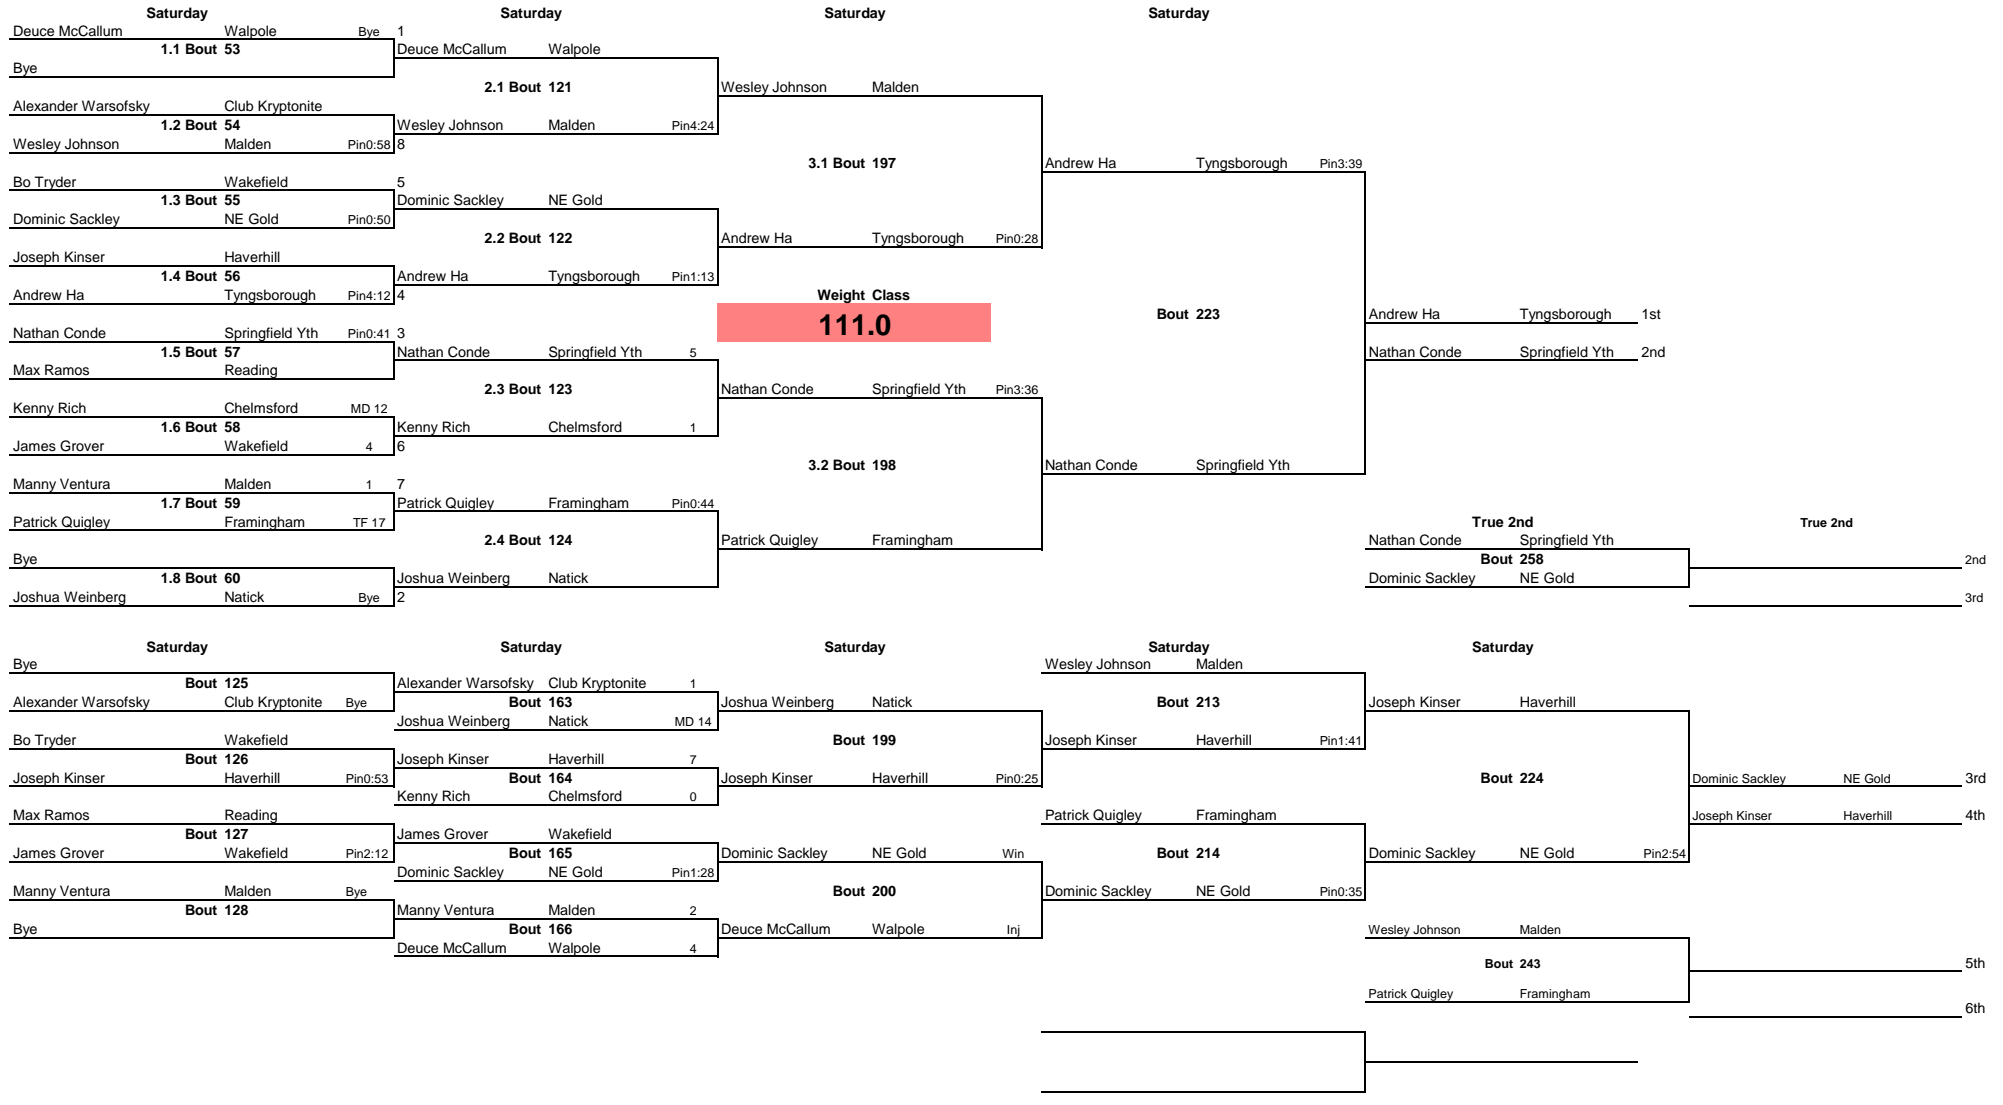 Saturday Saturday Saturday Saturday
Deuce McCallum Walpole Bye 1
1.1 Bout 53 Deuce McCallum Walpole
Bye
2.1 Bout 121 Wesley Johnson Malden
Alexander Warsofsky Club Kryptonite
1.2 Bout 54 Wesley Johnson Malden Pin4:24
Wesley Johnson Malden Pin0:58 8
3.1 Bout 197 Andrew Ha Tyngsborough Pin3:39
Bo Tryder Wakefield 5
1.3 Bout 55 Dominic Sackley NE Gold
Dominic Sackley NE Gold Pin0:50
2.2 Bout 122 Andrew Ha Tyngsborough Pin0:28
Joseph Kinser Haverhill
1.4 Bout 56 Andrew Ha Tyngsborough Pin1:13
Andrew Ha Tyngsborough Pin4:12 4 Weight Class
111.0 Bout 223 Andrew Ha Tyngsborough 1st
Nathan Conde Springfield Yth Pin0:41 3
1.5 Bout 57 Nathan Conde Springfield Yth 5 Nathan Conde Springfield Yth 2nd
Max Ramos Reading
2.3 Bout 123 Nathan Conde Springfield Yth Pin3:36
Kenny Rich Chelmsford MD 12
1.6 Bout 58 Kenny Rich Chelmsford 1
James Grover Wakefield 4 6
3.2 Bout 198 Nathan Conde Springfield Yth
Manny Ventura Malden 1 7
1.7 Bout 59 Patrick Quigley Framingham Pin0:44
Patrick Quigley Framingham TF 17 True 2nd True 2nd
2.4 Bout 124 Patrick Quigley Framingham Nathan Conde Springfield Yth
Bye Bout 258 2nd
1.8 Bout 60 Joshua Weinberg Natick Dominic Sackley NE Gold
Joshua Weinberg Natick Bye 2 3rd
Saturday Saturday Saturday Saturday Saturday
Bye Wesley Johnson Malden
Bout 125 Alexander Warsofsky Club Kryptonite 1
Alexander Warsofsky Club Kryptonite Bye Bout 163 Joshua Weinberg Natick Bout 213 Joseph Kinser Haverhill
Joshua Weinberg Natick MD 14
Bo Tryder Wakefield Bout 199 Joseph Kinser Haverhill Pin1:41
Bout 126 Joseph Kinser Haverhill 7
Joseph Kinser Haverhill Pin0:53 Bout 164 Joseph Kinser Haverhill Pin0:25 Bout 224 Dominic Sackley NE Gold 3rd
Kenny Rich Chelmsford 0
Max Ramos Reading Patrick Quigley Framingham Joseph Kinser Haverhill 4th
Bout 127 James Grover Wakefield
James Grover Wakefield Pin2:12 Bout 165 Dominic Sackley NE Gold Win Bout 214 Dominic Sackley NE Gold Pin2:54
Dominic Sackley NE Gold Pin1:28
Manny Ventura Malden Bye Bout 200 Dominic Sackley NE Gold Pin0:35
Bout 128 Manny Ventura Malden 2
Bye Bout 166 Deuce McCallum Walpole Inj Wesley Johnson Malden
Deuce McCallum Walpole 4
Bout 243 5th
Patrick Quigley Framingham
6th